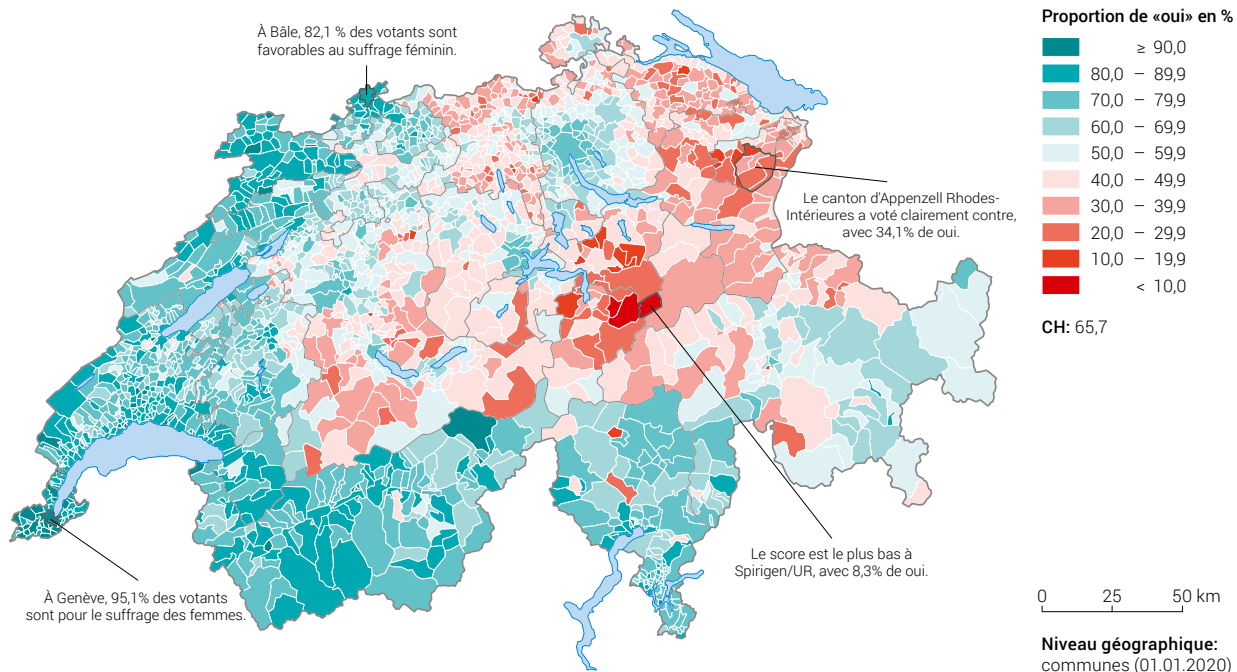 À Bâle, 82,1 % des votants sont
favorables au suffrage féminin.
Le canton d'Appenzell Rhodes-
Intérieures a voté clairement contre,
avec 34,1% de oui.
Le score est le plus bas à
Spirigen/UR, avec 8,3% de oui.
À Genève, 95,1% des votants
sont pour le suffrage des femmes.
Proportion de «oui» en %
≥ 90,0
80,0 – 89,9
70,0 – 79,9
60,0 – 69,9
50,0 – 59,9
40,0 – 49,9
30,0 – 39,9
20,0 – 29,9
10,0 – 19,9
< 10,0
CH: 65,7
0 25 50 km
Niveau géographique:
communes (01.01.2020)